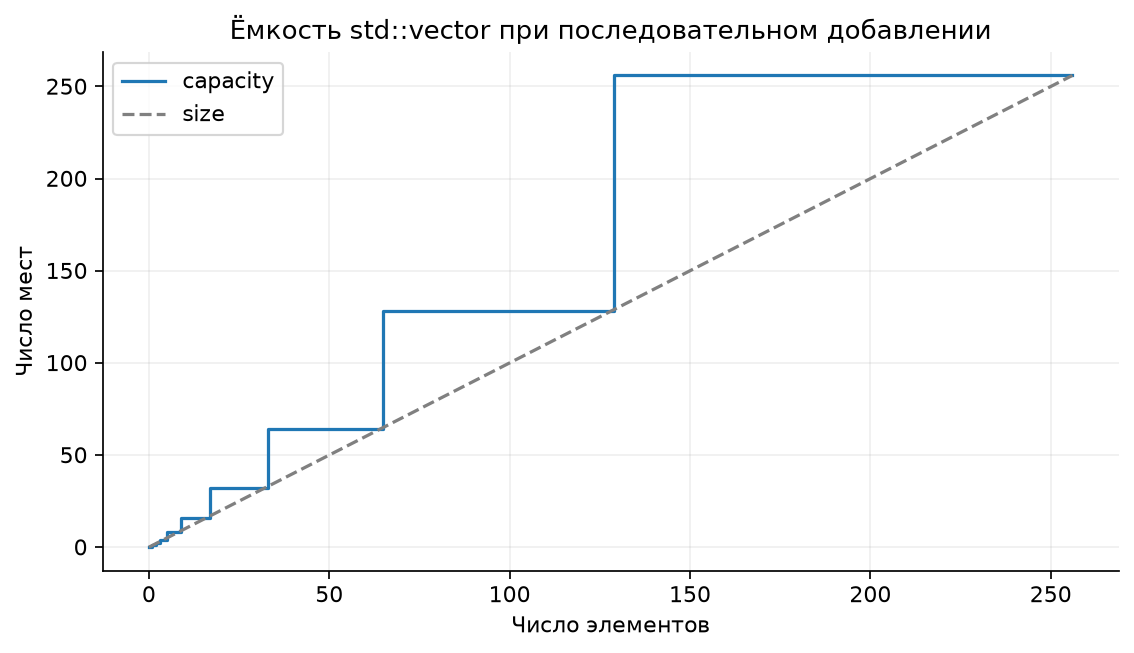 Ёмкость std::vector при последовательном добавлении
capacity
size
Число мест
250
200
150
100
50
0
0 50 100 150 200 250
Число элементов